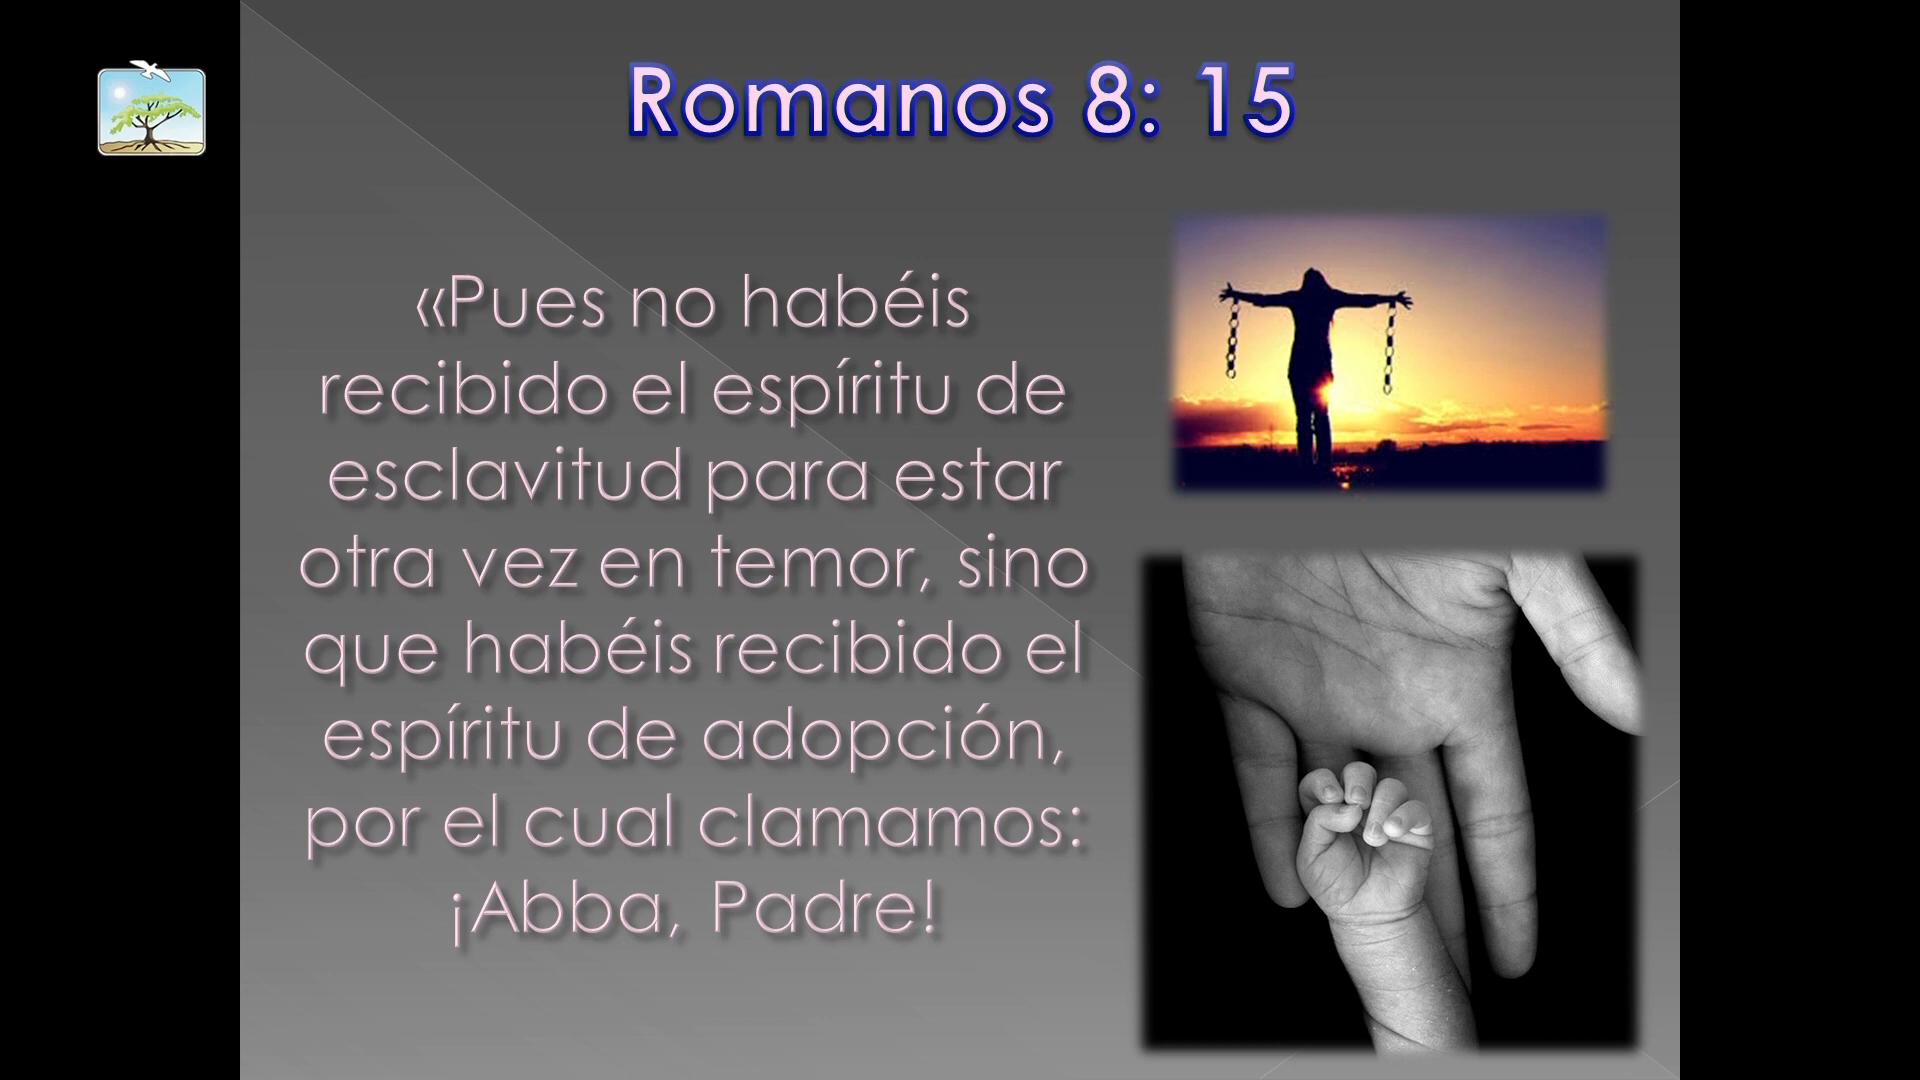 Romanos 8: 15
«Pues no habéis
recibido el espíritu de
esclavitud para estar
otra vez en temor, sino
que habéis recibido el
espíritu de adopción,
por el cual clamamos:
¡Abba, Padre!